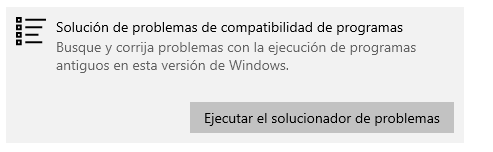 Solución de problemas de compatibilidad de programas
Busque y corrija problemas con la ejecución de programas
antiguos en esta versión de Windows.
Ejecutar el solucionador de problemas